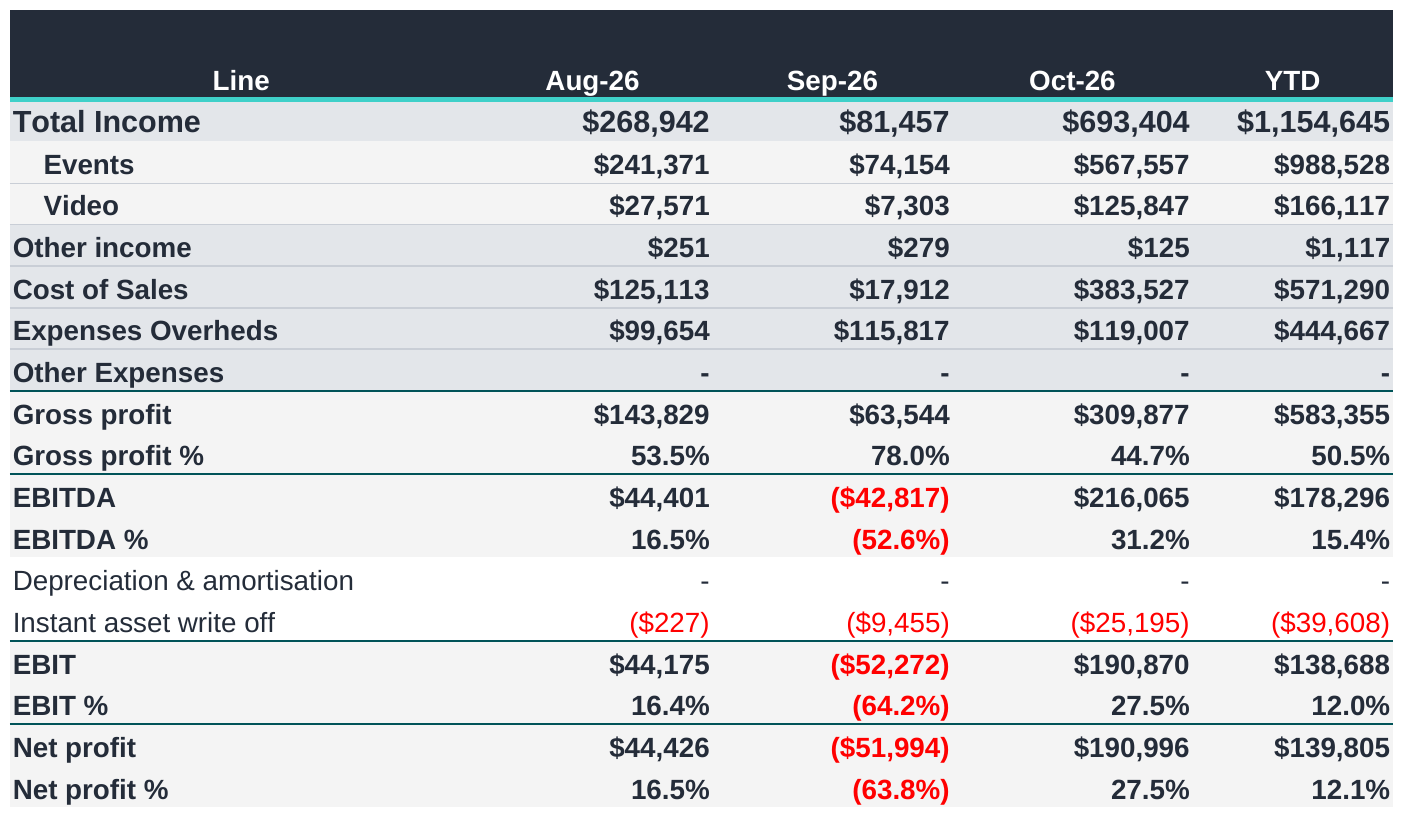 Line Aug-26 Sep-26 Oct-26 YTD
Total Income $268,942 $81,457 $693,404 $1,154,645
Events $241,371 $74,154 $567,557 $988,528
Video $27,571 $7,303 $125,847 $166,117
Other income $251 $279 $125 $1,117
Cost of Sales $125,113 $17,912 $383,527 $571,290
Expenses Overheds $99,654 $115,817 $119,007 $444,667
Other Expenses - - - -
Gross profit $143,829 $63,544 $309,877 $583,355
Gross profit % 53.5% 78.0% 44.7% 50.5%
EBITDA $44,401 ($42,817) $216,065 $178,296
EBITDA % 16.5% (52.6%) 31.2% 15.4%
Depreciation & amortisation - - - -
Instant asset write off ($227) ($9,455) ($25,195) ($39,608)
EBIT $44,175 ($52,272) $190,870 $138,688
EBIT % 16.4% (64.2%) 27.5% 12.0%
Net profit $44,426 ($51,994) $190,996 $139,805
Net profit % 16.5% (63.8%) 27.5% 12.1%